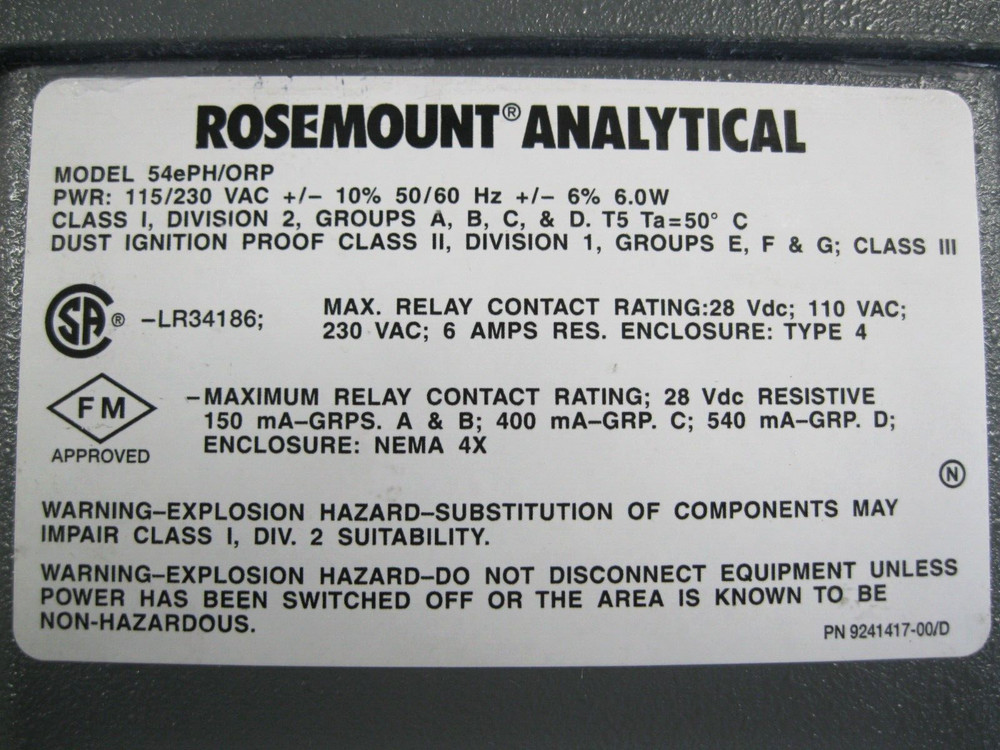 ROSEMOUNT® ANALYTICAL
MODEL 54ePH/ORP
PWR: 115/230 VAC +/– 10% 50/60 Hz +/– 6% 6.0W
CLASS I, DIVISION 2, GROUPS A, B, C, & D. T5 Ta=50° C
DUST IGNITION PROOF CLASS II, DIVISION 1, GROUPS E, F & G; CLASS III
SA® –LR34186;
MAX. RELAY CONTACT RATING:28 Vdc; 110 VAC;
230 VAC; 6 AMPS RES. ENCLOSURE: TYPE 4
FM
APPROVED
–MAXIMUM RELAY CONTACT RATING; 28 Vdc RESISTIVE
150 mA–GRPS. A & B; 400 mA–GRP. C; 540 mA–GRP. D;
ENCLOSURE: NEMA 4X
N
WARNING–EXPLOSION HAZARD–SUBSTITUTION OF COMPONENTS MAY
IMPAIR CLASS I, DIV. 2 SUITABILITY.
WARNING–EXPLOSION HAZARD–DO NOT DISCONNECT EQUIPMENT UNLESS
POWER HAS BEEN SWITCHED OFF OR THE AREA IS KNOWN TO BE
NON-HAZARDOUS.
PN 9241417-00/D